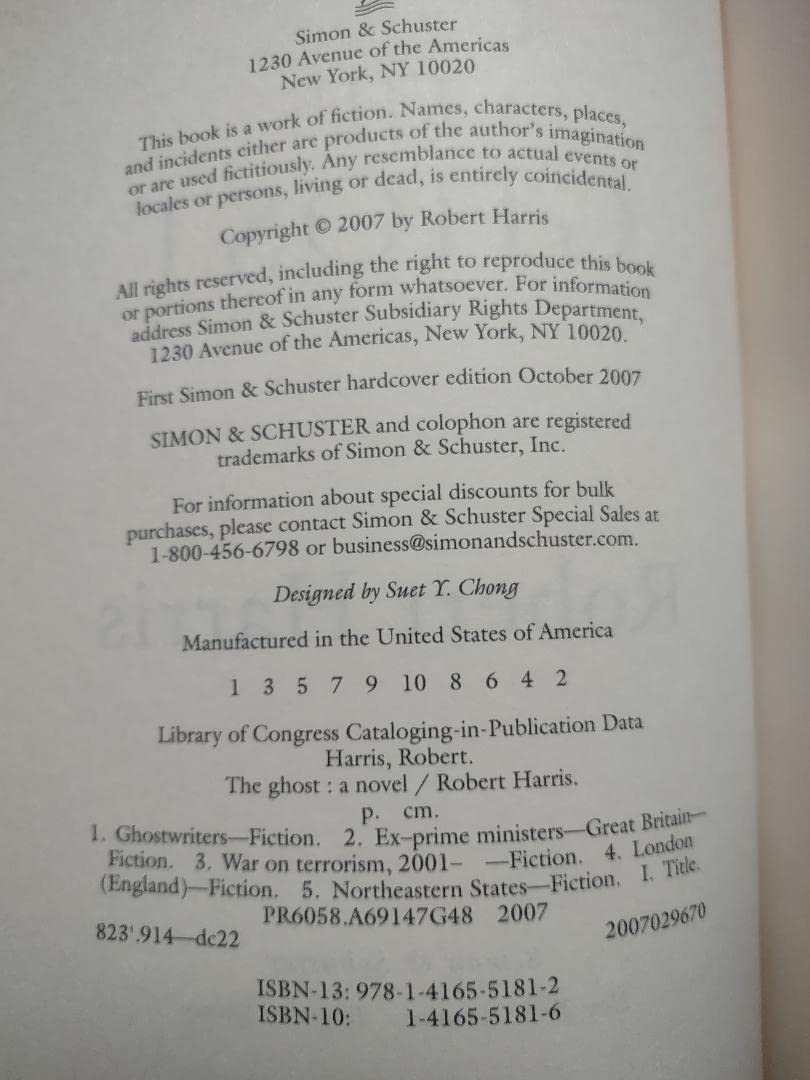 Simon & Schuster
1230 Avenue of the Americas
New York, NY 10020
This book is a work of fiction. Names, characters, places,
and incidents either are products of the author's imagination
or are used fictitiously. Any resemblance to actual events or
locales or persons, living or dead, is entirely coincidental.
Copyright © 2007 by Robert Harris
All rights reserved, including the right to reproduce this book
or portions thereof in any form whatsoever. For information
address Simon & Schuster Subsidiary Rights Department,
1230 Avenue of the Americas, New York, NY 10020.
First Simon & Schuster hardcover edition October 2007
SIMON & SCHUSTER and colophon are registered
trademarks of Simon & Schuster, Inc.
For information about special discounts for bulk
purchases, please contact Simon & Schuster Special Sales at
1-800-456-6798 or business@simonandschuster.com.
Designed by Suet Y. Chong
Manufactured in the United States of America
1 3 5 7 9 10 8 6 4 2
Library of Congress Cataloging-in-Publication Data
Harris, Robert.
The ghost : a novel / Robert Harris.
p. cm.
1. Ghostwriters—Fiction. 2. Ex-prime ministers—Great Britain—
Fiction. 3. War on terrorism, 2001– —Fiction. 4. London
(England)—Fiction. 5. Northeastern States—Fiction. I. Title.
PR6058.A69147G48 2007
823'.914—dc22 2007029670
ISBN-13: 978-1-4165-5181-2
ISBN-10: 1-4165-5181-6